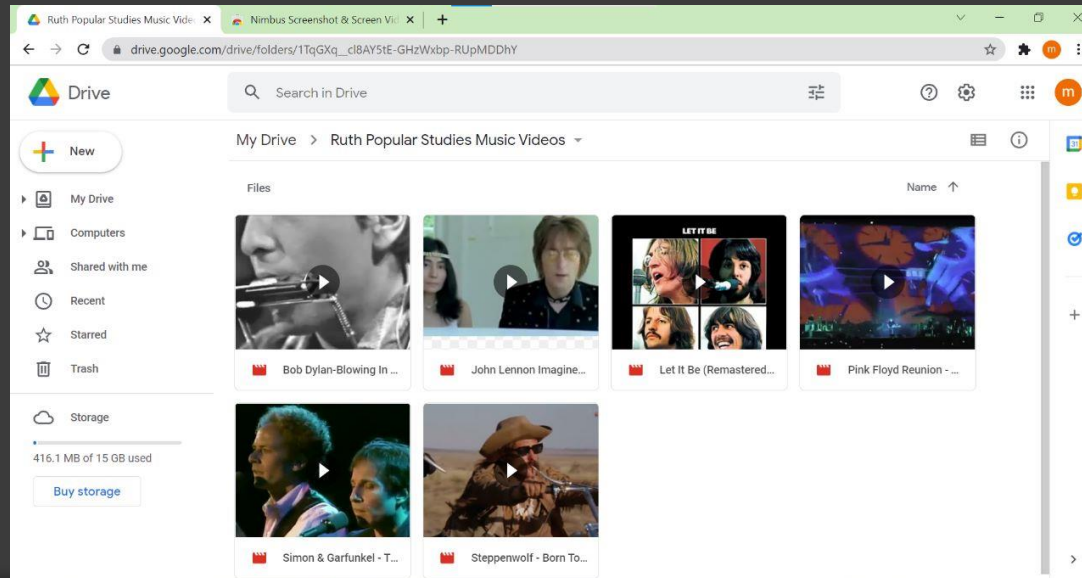 Ruth Popular Studies Music Vide
Nimbus Screenshot & Screen Vid
drive.google.com/drive/folders/1TqGXq__cl8AY5tE-GHzWxbp-RUpMDDhY
m
Drive
Search in Drive
m
New
My Drive > Ruth Popular Studies Music Videos
Files
Name
My Drive
Computers
Shared with me
Recent
Starred
Trash
Storage
416.1 MB of 15 GB used
Buy storage
LET IT BE
Bob Dylan-Blowing In ...
John Lennon Imagine...
Let It Be (Remastered...
Pink Floyd Reunion - ...
Simon & Garfunkel - T...
Steppenwolf - Born To...